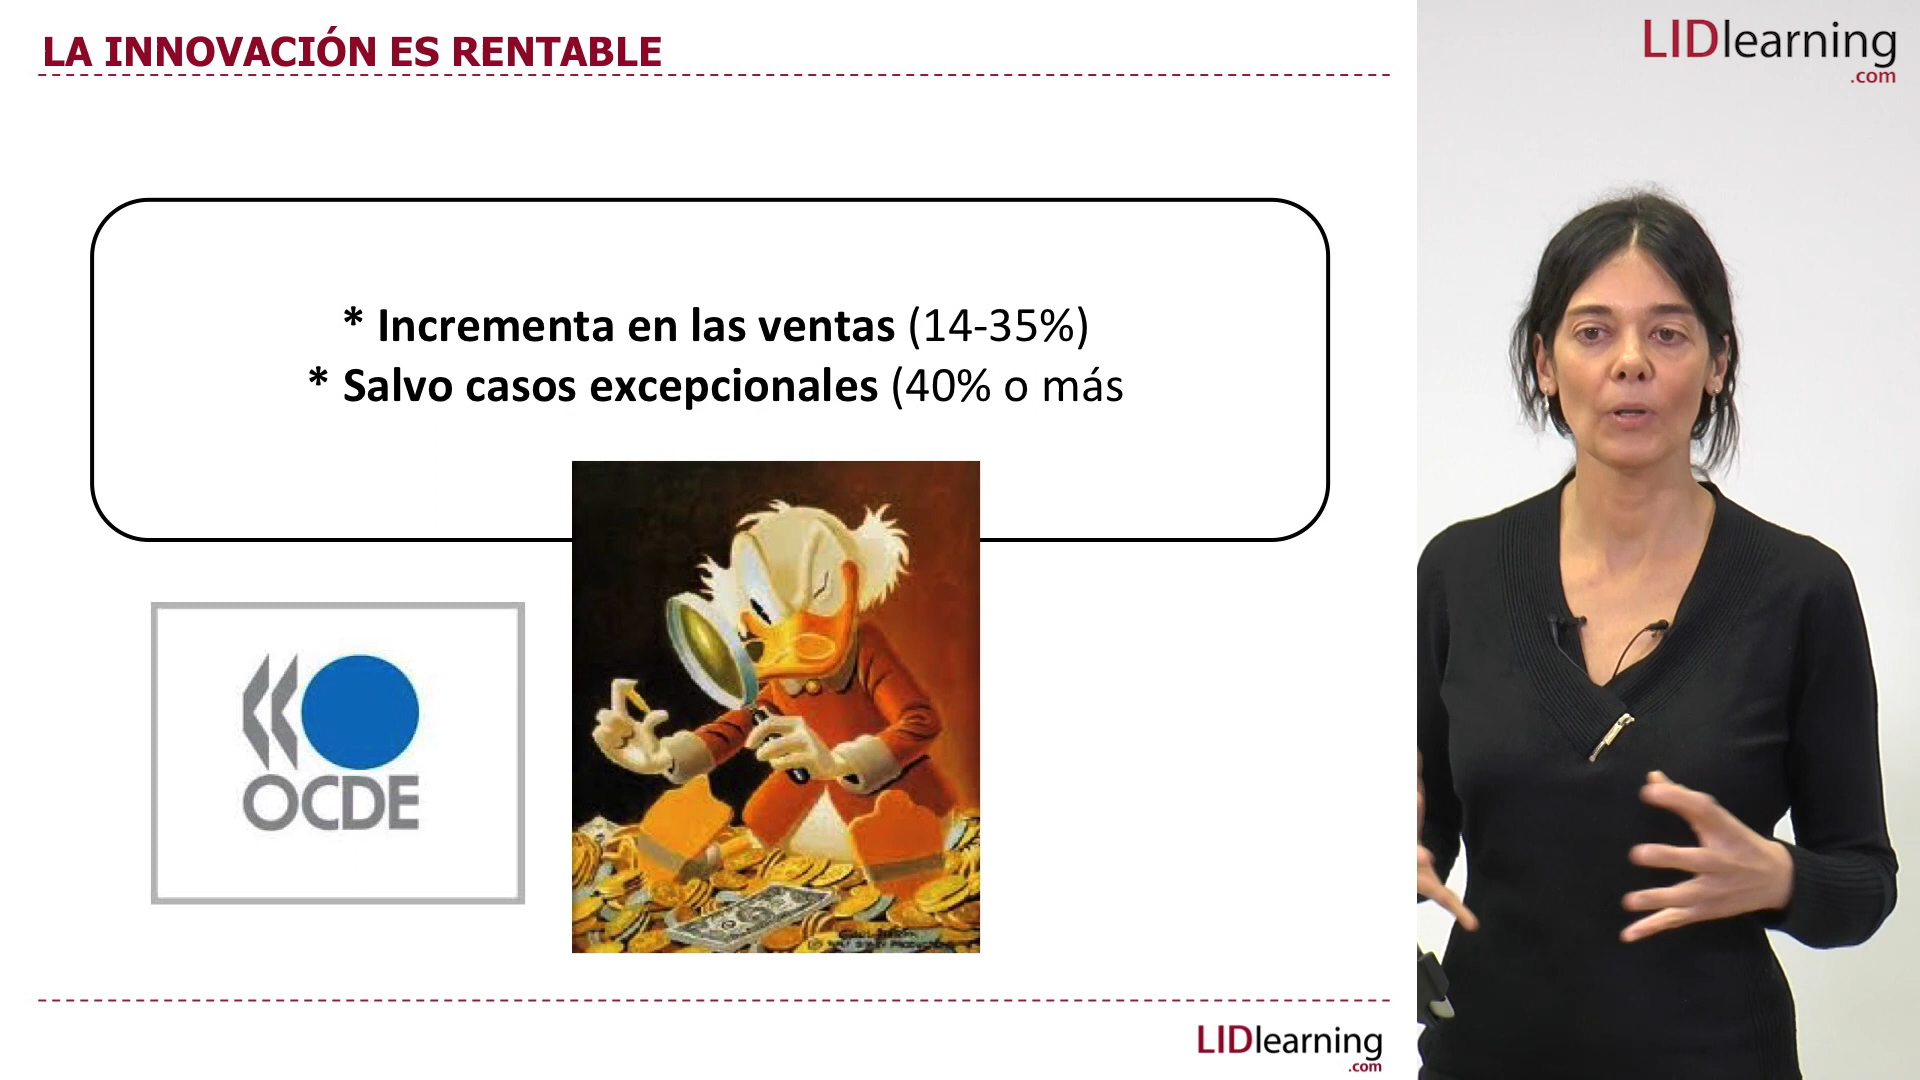 LA INNOVACIÓN ES RENTABLE
LIDlearning
.com
* Incrementa en las ventas (14-35%)
* Salvo casos excepcionales (40% o más
OCDE
LIDlearning
.com